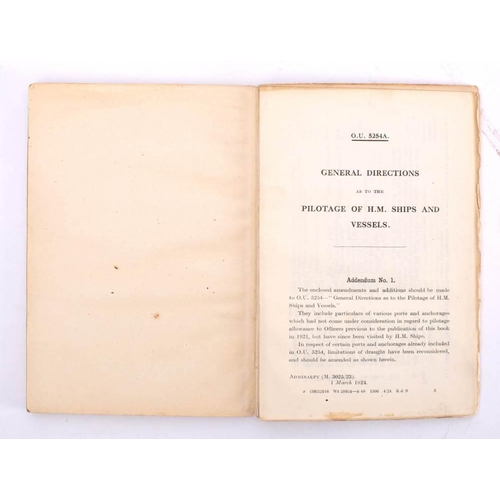 O.U. 5254A.
GENERAL DIRECTIONS
AS TO THE
PILOTAGE OF H.M. SHIPS AND
VESSELS.
Addendum No. 1.
The enclosed amendments and additions should be made
to O.U. 5254—"General Directions as to the Pilotage of H.M.
Ships and Vessels."
They include particulars of various ports and anchorages
which had not come under consideration in regard to pilotage
allowance to Officers previous to the publication of this book
in 1921, but have since been visited by H.M. Ships.
In respect of certain ports and anchorages already included
in O.U. 5254, limitations of draught have been reconsidered,
and should be amended as shown herein.
ADMIRALTY (M. 3025/23).
1 March 1924.